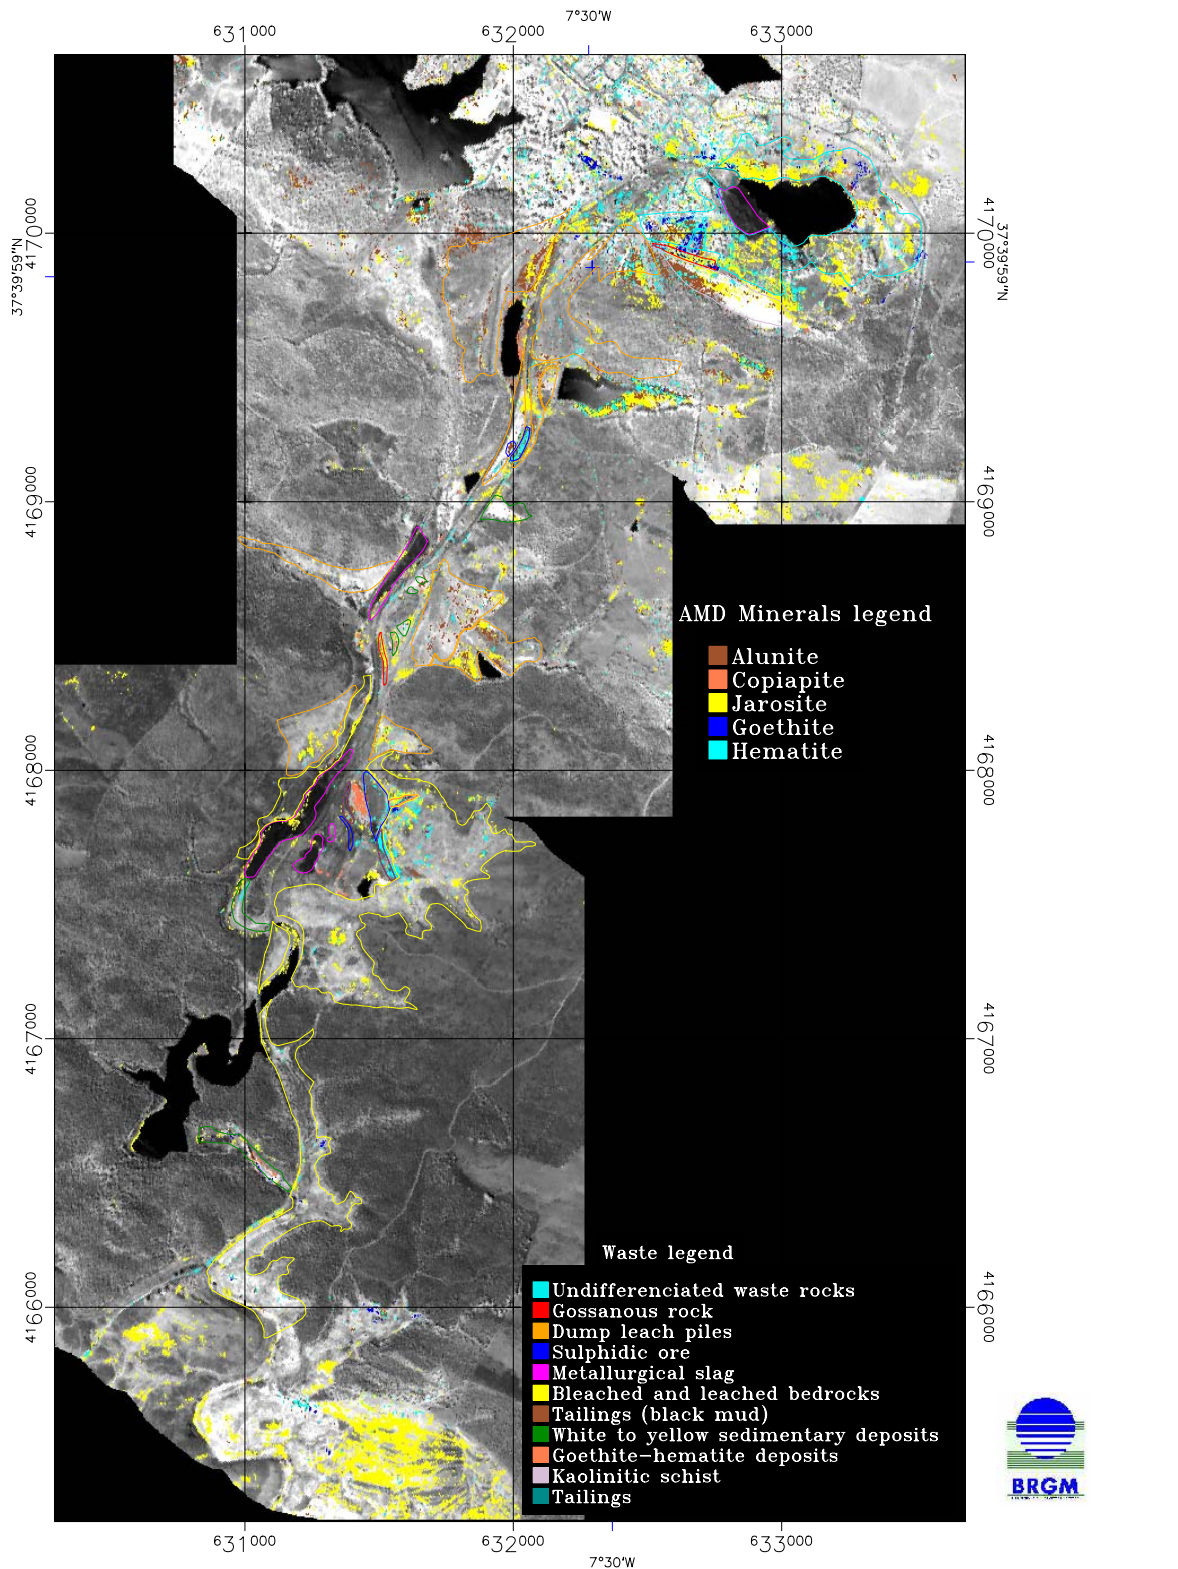 7°30'W
631000 632000 633000
4170000
37°39'59"N
4170000
37°39'59"N
4169000
4169000
AMD Minerals legend
Alunite
Copiapite
Jarosite
Goethite
Hematite
4168000
4168000
4167000
4167000
Waste legend
4166000
4166000
Undifferenciated waste rocks
Gossanous rock
Dump leach piles
Sulphidic ore
Metallurgical slag
Bleached and leached bedrocks
Tailings (black mud)
White to yellow sedimentary deposits
Goethite-hematite deposits
Kaolinitic schist
Tailings
BRGM
631000 632000 633000
7°30'W